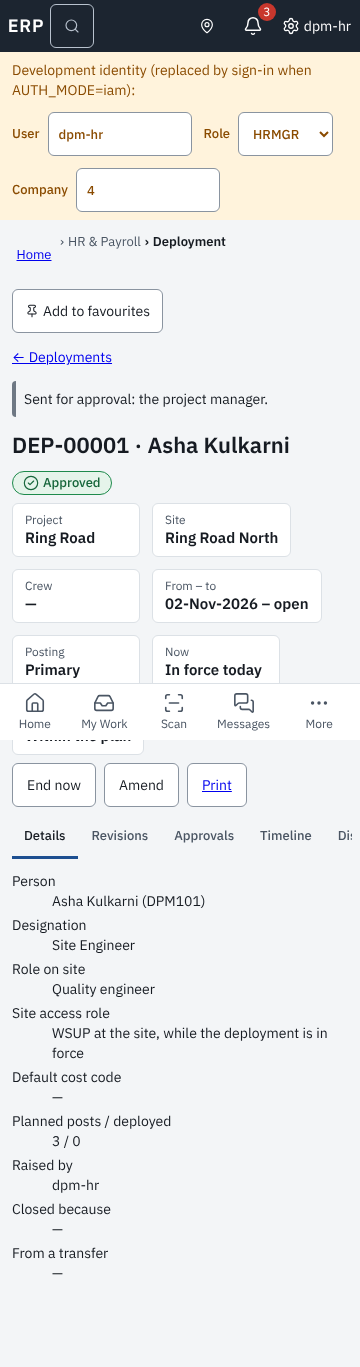 ERP
3
dpm-hr
Development identity (replaced by sign-in when
AUTH_MODE=iam):
User dpm-hr Role HRMGR
Company 4
Home › HR & Payroll › Deployment
Add to favourites
← Deployments
Sent for approval: the project manager.
DEP-00001 · Asha Kulkarni
Approved
Project
Ring Road
Site
Ring Road North
Crew
—
From – to
02-Nov-2026 – open
Posting
Primary
Now
In force today
Home My Work Scan Messages More
Within the plan
End now Amend Print
Details Revisions Approvals Timeline Dis
Person
Asha Kulkarni (DPM101)
Designation
Site Engineer
Role on site
Quality engineer
Site access role
WSUP at the site, while the deployment is in
force
Default cost code
—
Planned posts / deployed
3 / 0
Raised by
dpm-hr
Closed because
—
From a transfer
—